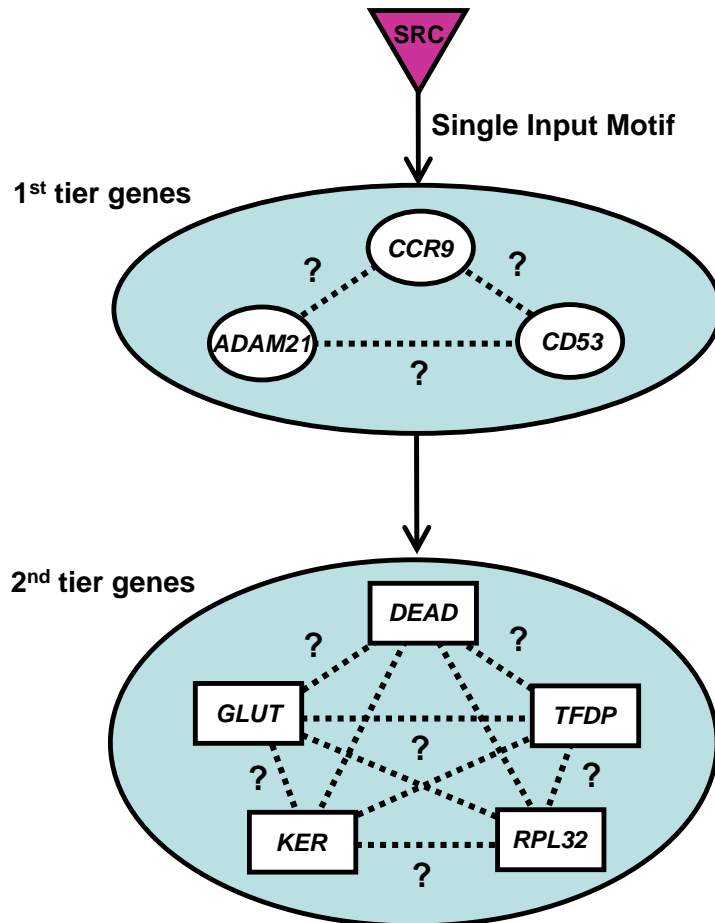 SRC
Single Input Motif
1st tier genes
CCR9
?
?
ADAM21
CD53
?
2nd tier genes
DEAD
?
?
GLUT
TFDP
?
?
?
KER
RPL32
?